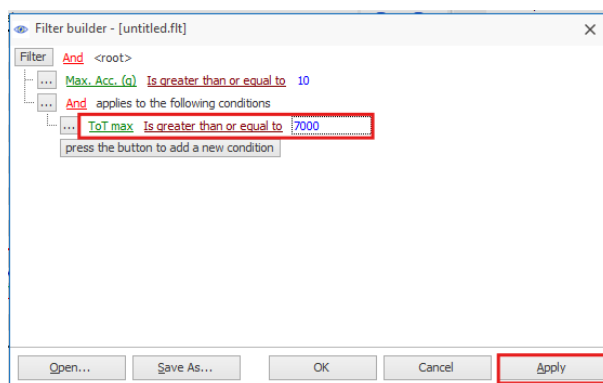 Filter builder - [untitled.flt]
Filter And <root>
... Max. Acc. (g) Is greater than or equal to 10
... And applies to the following conditions
... ToT max Is greater than or equal to 7000
press the button to add a new condition
Open... Save As... OK Cancel Apply